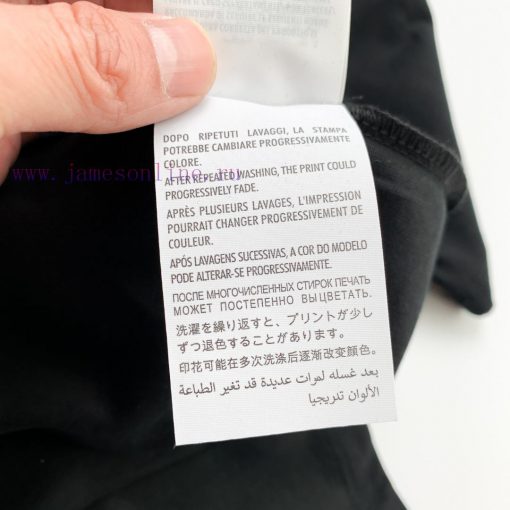 DOPO RIPETUTI LAVAGGI, LA STAMPA
POTREBBE CAMBIARE PROGRESSIVAMENTE
COLORE.
AFTER REPEATED WASHING, THE PRINT COULD
PROGRESSIVELY FADE.
www.jamesonline.ru
APRÈS PLUSIEURS LAVAGES, L'IMPRESSION
POURRAIT CHANGER PROGRESSIVEMENT DE
COULEUR.
APÓS LAVAGENS SUCESSIVAS, A COR DO MODELO
PODE ALTERAR-SE PROGRESSIVAMENTE.
ПОСЛЕ МНОГОЧИСЛЕННЫХ СТИРОК ПЕЧАТЬ
МОЖЕТ ПОСТЕПЕННО ВЫЦВЕТАТЬ.
洗濯を繰り返すと、プリントが少し
ずつ退色することがあります。
印花可能在多次洗涤后逐渐改变颜色。
بعد غسله لمرات عديدة قد تغير الطباعة
الألوان تدريجيا